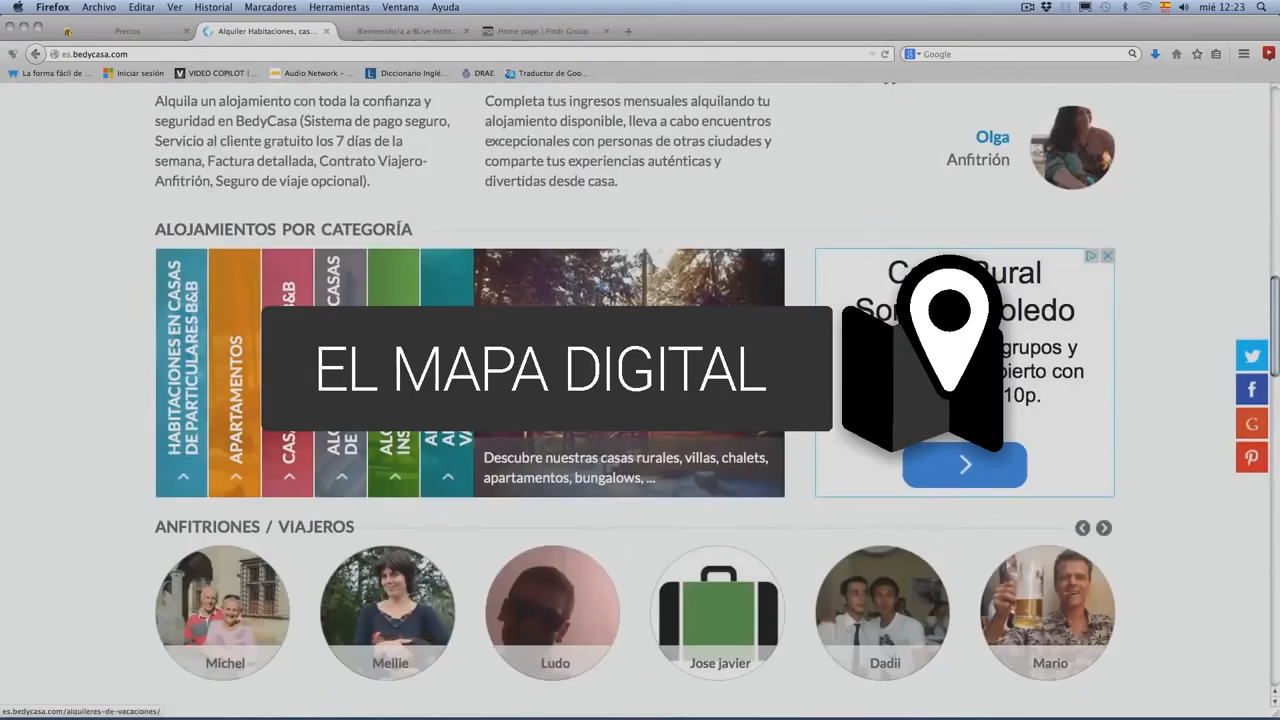 Firefox Archivo Editar Ver Historial Marcadores Herramientas Ventana Ayuda mié 12:23
Precios × Alquiler Habitaciones, cas... × Bienvenido/a a BLive Instit... × Home page | Findr Group ... × +
es.bedycasa.com Google
La forma fácil de ... Iniciar sesión VIDEO COPILOT | ... Audio Network – ... Diccionario Inglé... DRAE Traductor de Goo...
Alquila un alojamiento con toda la confianza y
seguridad en BedyCasa (Sistema de pago seguro,
Servicio al cliente gratuito los 7 días de la
semana, Factura detallada, Contrato Viajero-
Anfitrión, Seguro de viaje opcional).
Completa tus ingresos mensuales alquilando tu
alojamiento disponible, lleva a cabo encuentros
excepcionales con personas de otras ciudades y
comparte tus experiencias auténticas y
divertidas desde casa.
Olga
Anfitrión
ALOJAMIENTOS POR CATEGORÍA
HABITACIONES EN CASAS
DE PARTICULARES B&B
APARTAMENTOS
CASA
B&B
CASAS
DE
INS
EL MAPA DIGITAL
Descubre nuestras casas rurales, villas, chalets,
apartamentos, bungalows, ...
Rural
oledo
grupos y
con
10p.
ANFITRIONES / VIAJEROS
Michel
Mellie
Ludo
Jose javier
Dadii
Mario
es.bedycasa.com/alquileres-de-vacaciones/